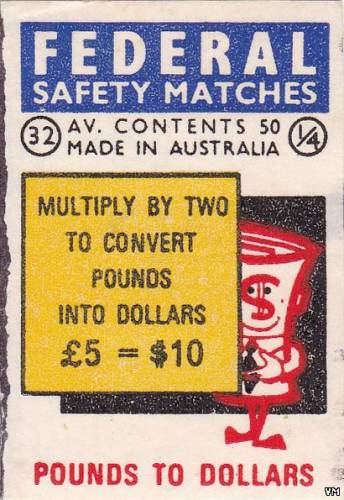 FEDERAL
SAFETY MATCHES
32 AV. CONTENTS 50 1/4
MADE IN AUSTRALIA
MULTIPLY BY TWO
TO CONVERT
POUNDS
INTO DOLLARS
£5 = $10
$
POUNDS TO DOLLARS
VM